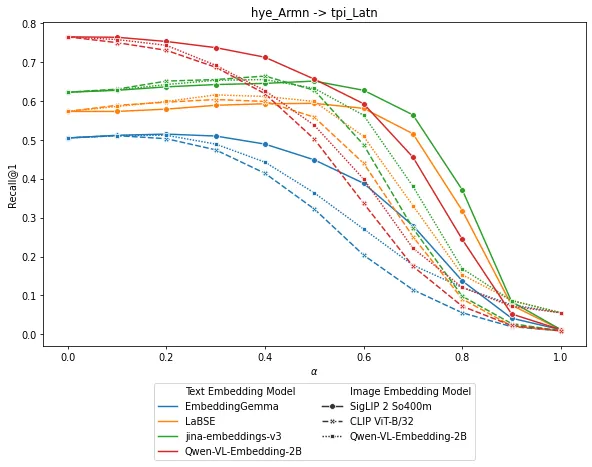 hye_Armn -> tpi_Latn
Recall@1
0.8
0.7
0.6
0.5
0.4
0.3
0.2
0.1
0.0
0.0 0.2 0.4 0.6 0.8 1.0
α
Text Embedding Model Image Embedding Model
EmbeddingGemma SigLIP 2 So400m
LaBSE CLIP ViT-B/32
jina-embeddings-v3 Qwen-VL-Embedding-2B
Qwen-VL-Embedding-2B